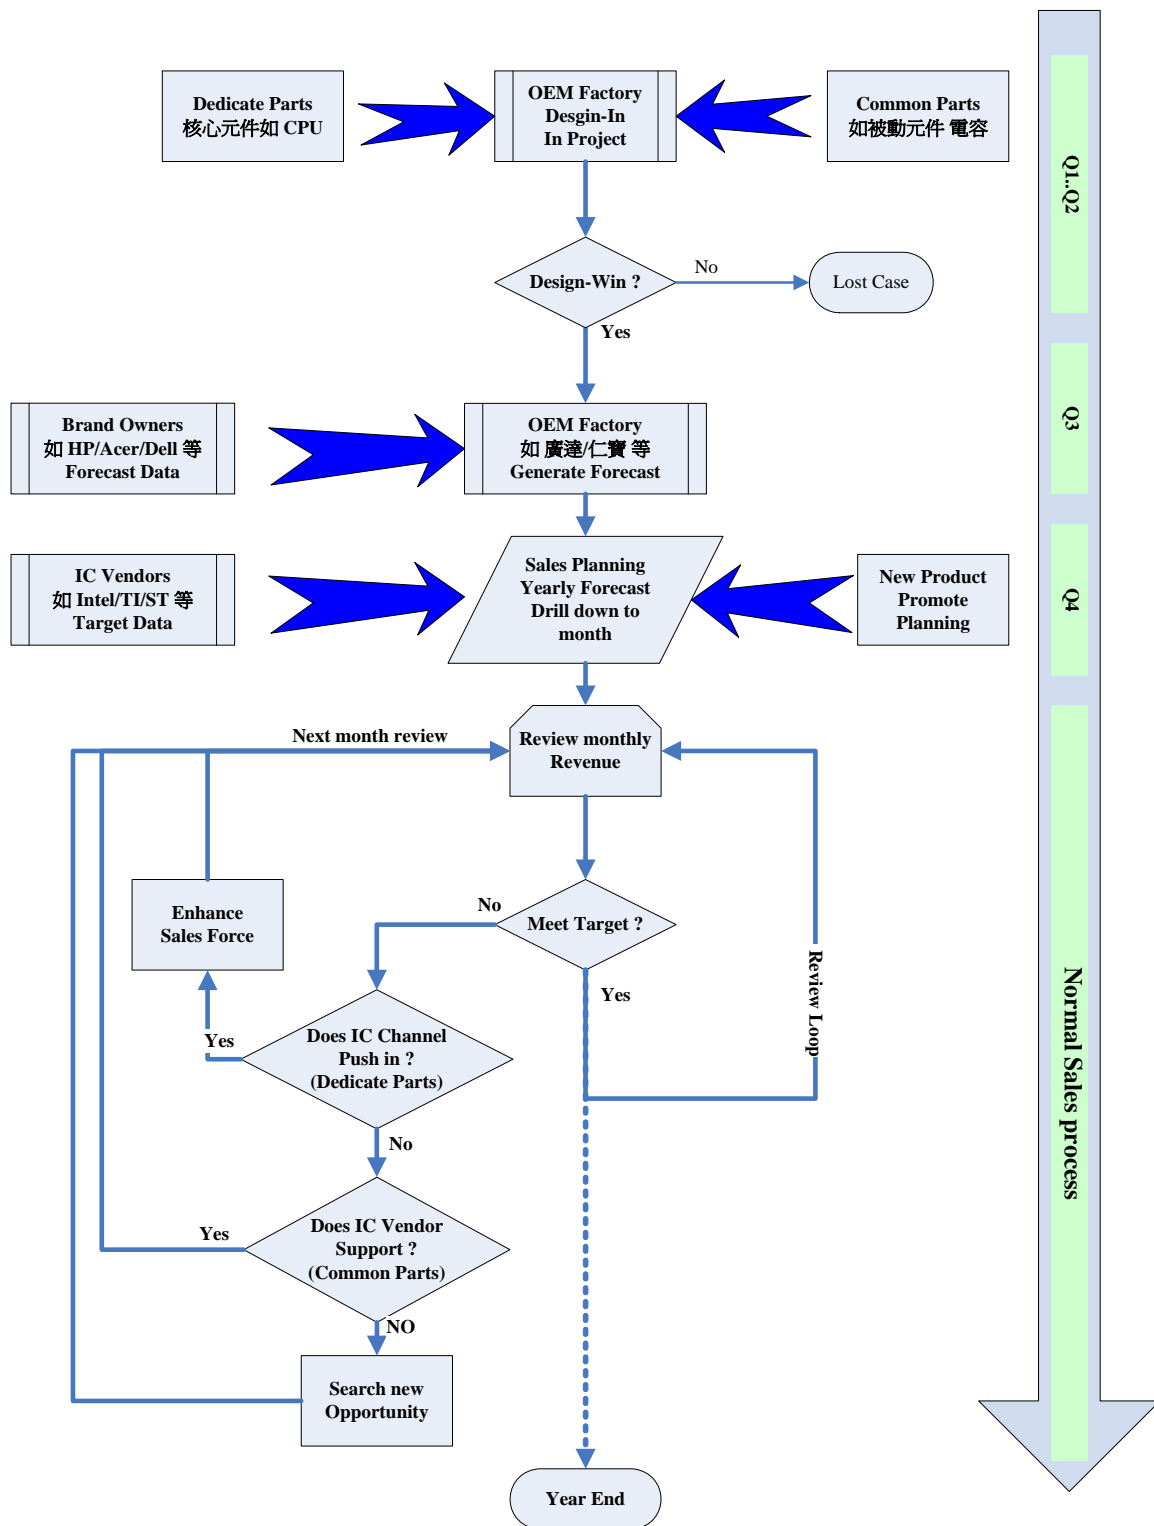 Dedicate Parts
核心元件如 CPU
OEM Factory
Desgin-In
In Project
Common Parts
如被動元件 電容
Q1..Q2
Design-Win ?
No
Lost Case
Yes
Brand Owners
如 HP/Acer/Dell 等
Forecast Data
OEM Factory
如 廣達/仁寶 等
Generate Forecast
Q3
IC Vendors
如 Intel/TI/ST 等
Target Data
Sales Planning
Yearly Forecast
Drill down to
month
New Product
Promote
Planning
Q4
Next month review
Review monthly
Revenue
Enhance
Sales Force
No
Meet Target ?
Yes
Review Loop
Normal Sales process
Yes
Does IC Channel
Push in ?
(Dedicate Parts)
No
Yes
Does IC Vendor
Support ?
(Common Parts)
NO
Search new
Opportunity
Year End